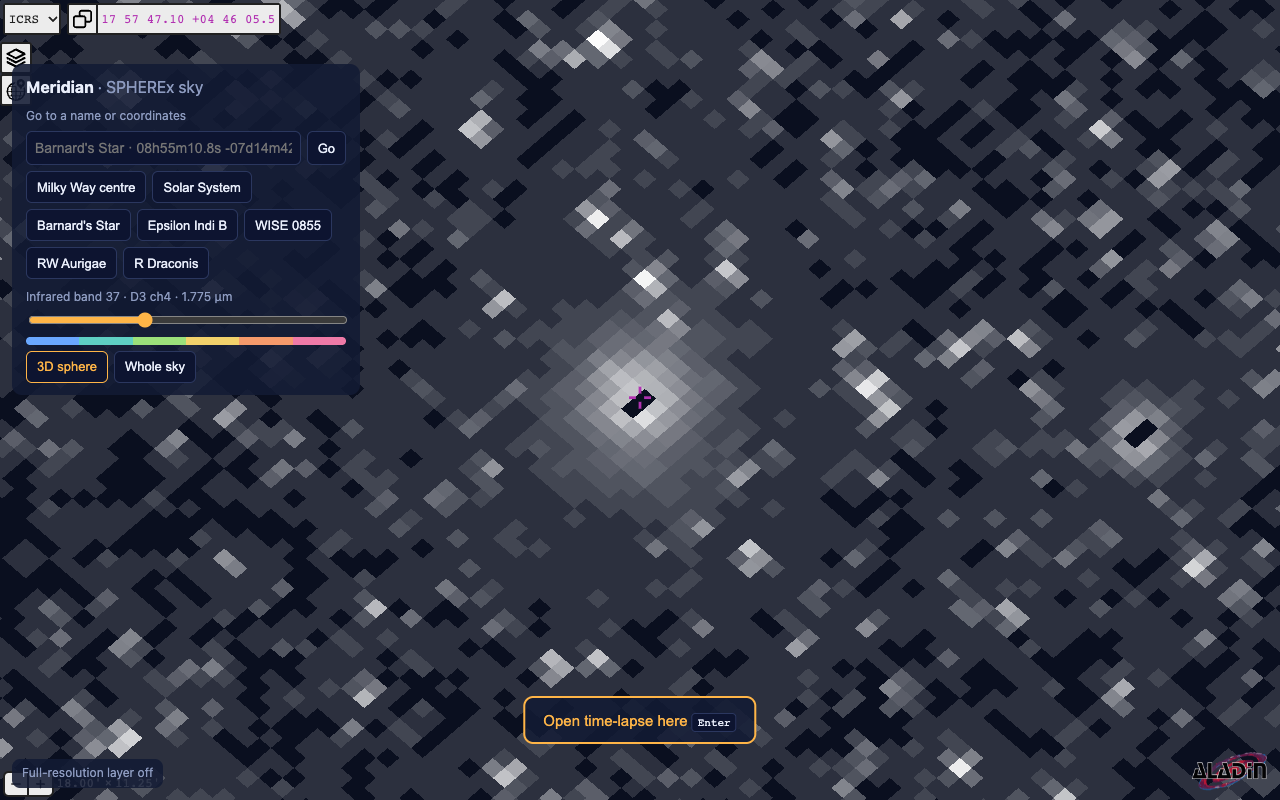 ICRS 17 57 47.10 +04 46 05.5
Meridian · SPHEREx sky
Go to a name or coordinates
Barnard's Star · 08h55m10.8s -07d14m42 Go
Milky Way centre Solar System
Barnard's Star Epsilon Indi B WISE 0855
RW Aurigae R Draconis
Infrared band 37 · D3 ch4 · 1.775 µm
3D sphere Whole sky
Open time-lapse here Enter
Full-resolution layer off
ALADIN